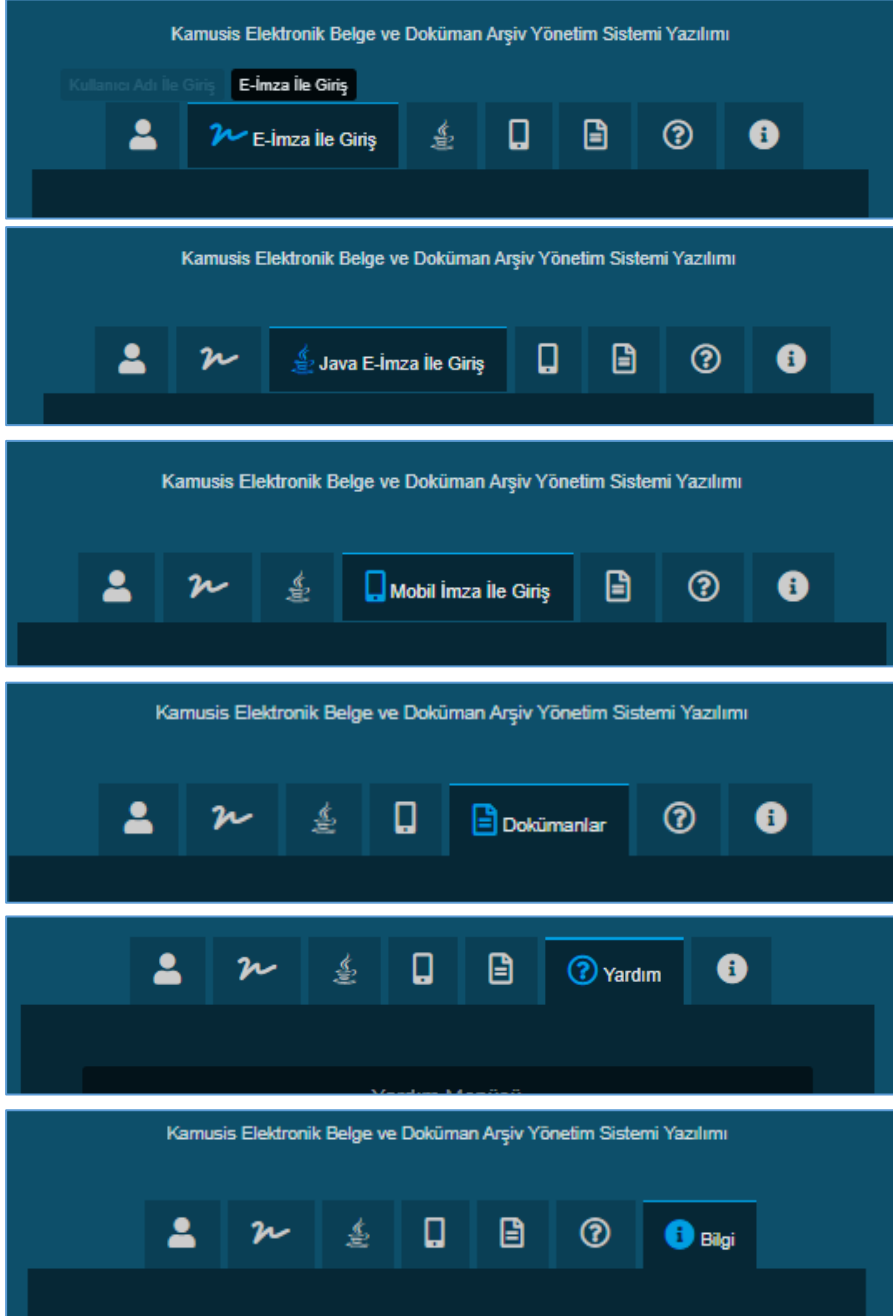 Kamusis Elektronik Belge ve Doküman Arşiv Yönetim Sistemi Yazılımı
Kullanıcı Adı İle Giriş E-İmza İle Giriş
E-İmza İle Giriş
Kamusis Elektronik Belge ve Doküman Arşiv Yönetim Sistemi Yazılımı
Java E-İmza İle Giriş
Kamusis Elektronik Belge ve Doküman Arşiv Yönetim Sistemi Yazılımı
Mobil İmza İle Giriş
Kamusis Elektronik Belge ve Doküman Arşiv Yönetim Sistemi Yazılımı
Dokümanlar
Yardım
Yardım Menüsü
Kamusis Elektronik Belge ve Doküman Arşiv Yönetim Sistemi Yazılımı
Bilgi